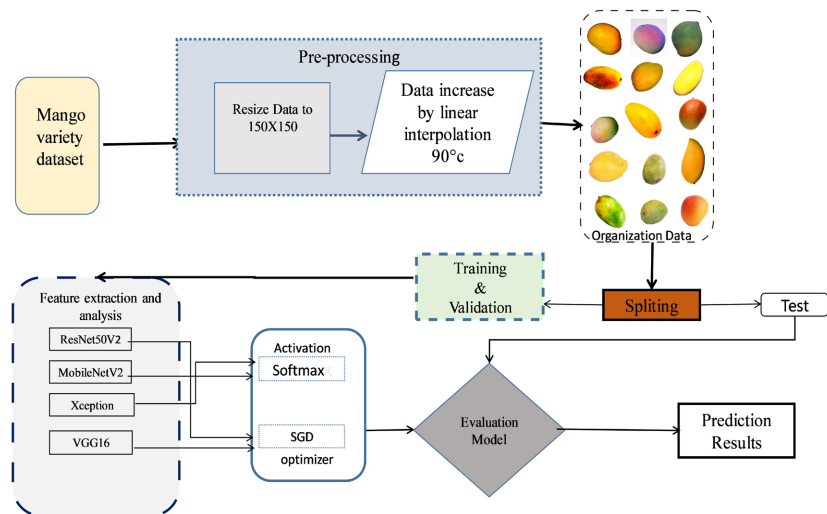 Mango
variety
dataset
Pre-processing
Resize Data to
150X150
Data increase
by linear
interpolation
90°c
Organization Data
Training
&
Validation
Spliting
Test
Feature extraction and
analysis
ResNet50V2
MobileNetV2
Xception
VGG16
Activation
Softmax
SGD
optimizer
Evaluation
Model
Prediction
Results